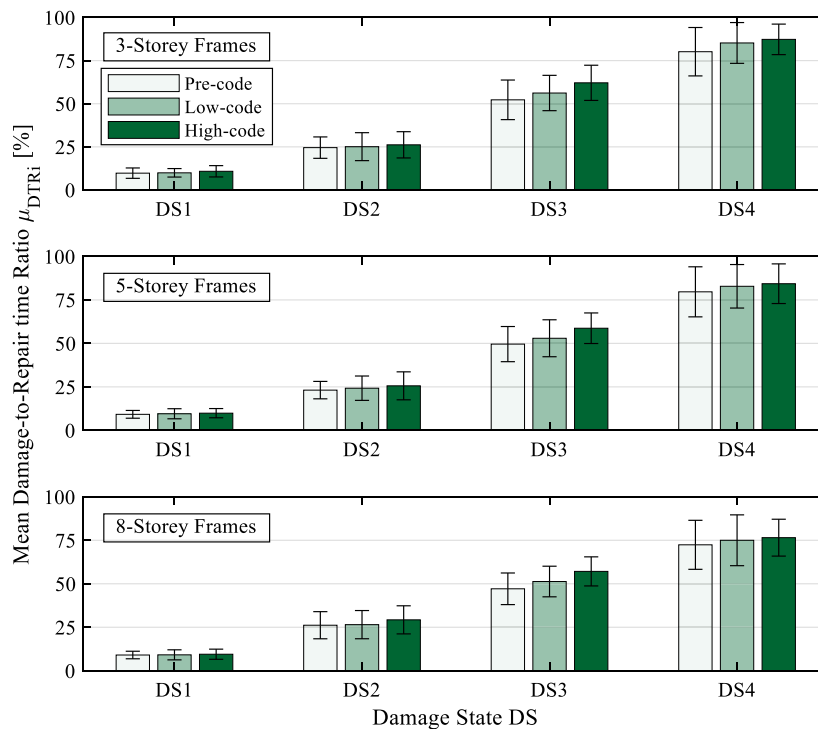 Mean Damage-to-Repair time Ratio μDTRi [%]
100
75
50
25
0
3-Storey Frames
Pre-code
Low-code
High-code
DS1 DS2 DS3 DS4
100
75
50
25
0
5-Storey Frames
DS1 DS2 DS3 DS4
100
75
50
25
0
8-Storey Frames
DS1 DS2 DS3 DS4
Damage State DS